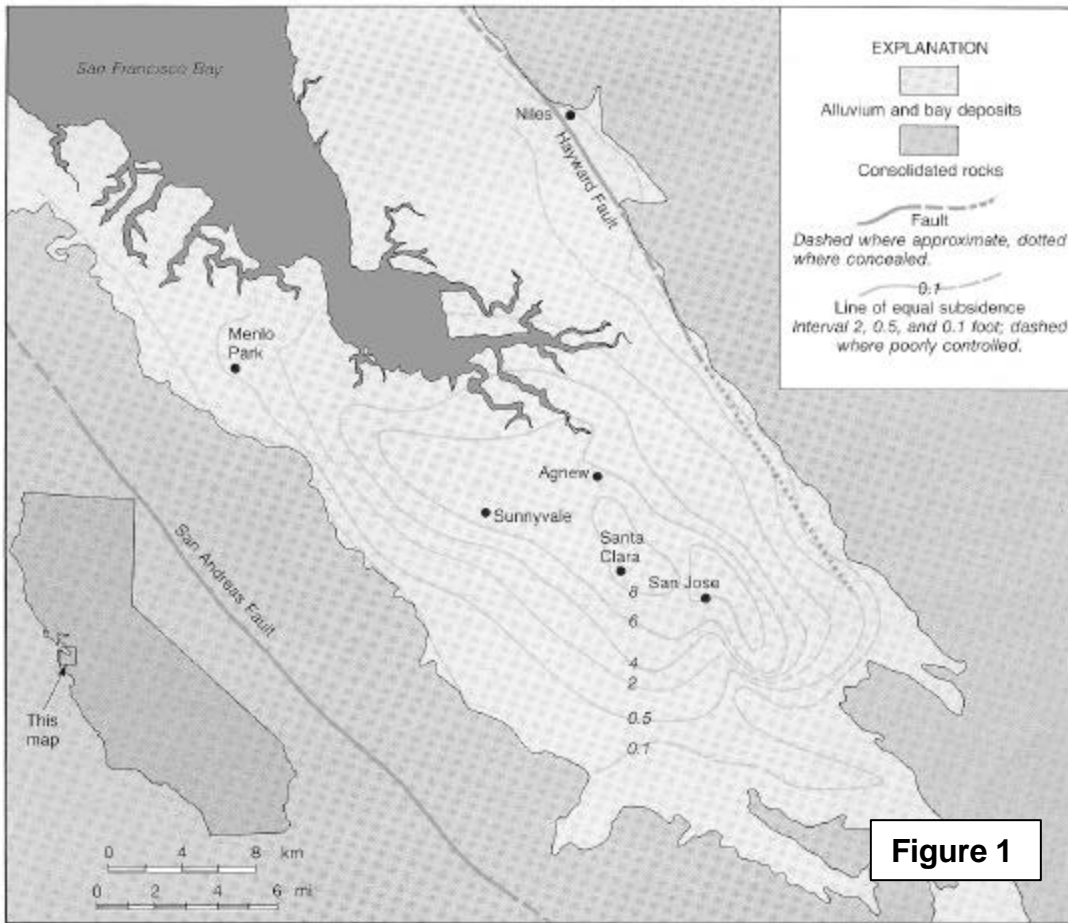 San Francisco Bay
Niles
Hayward Fault
EXPLANATION
Alluvium and bay deposits
Consolidated rocks
Fault
Dashed where approximate, dotted
where concealed.
0.1
Line of equal subsidence
Interval 2, 0.5, and 0.1 foot; dashed
where poorly controlled.
Menlo
Park
Agnew
Sunnyvale
Santa
Clara
San Jose
8
6
4
2
0.5
0.1
San Andreas Fault
This
map
0 4 8 km
0 2 4 6 mi
Figure 1